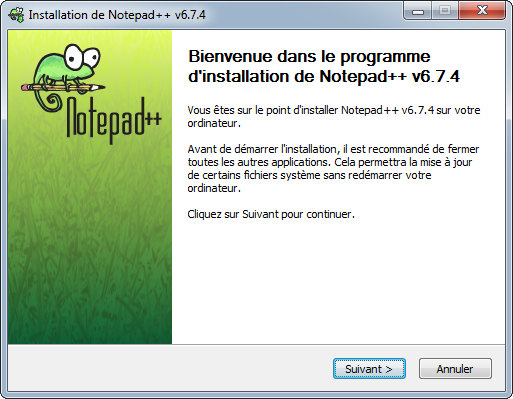 Installation de Notepad++ v6.7.4
Notepad++
Bienvenue dans le programme
d'installation de Notepad++ v6.7.4
Vous êtes sur le point d'installer Notepad++ v6.7.4 sur votre
ordinateur.
Avant de démarrer l'installation, il est recommandé de fermer
toutes les autres applications. Cela permettra la mise à jour
de certains fichiers système sans redémarrer votre
ordinateur.
Cliquez sur Suivant pour continuer.
Suivant >
Annuler